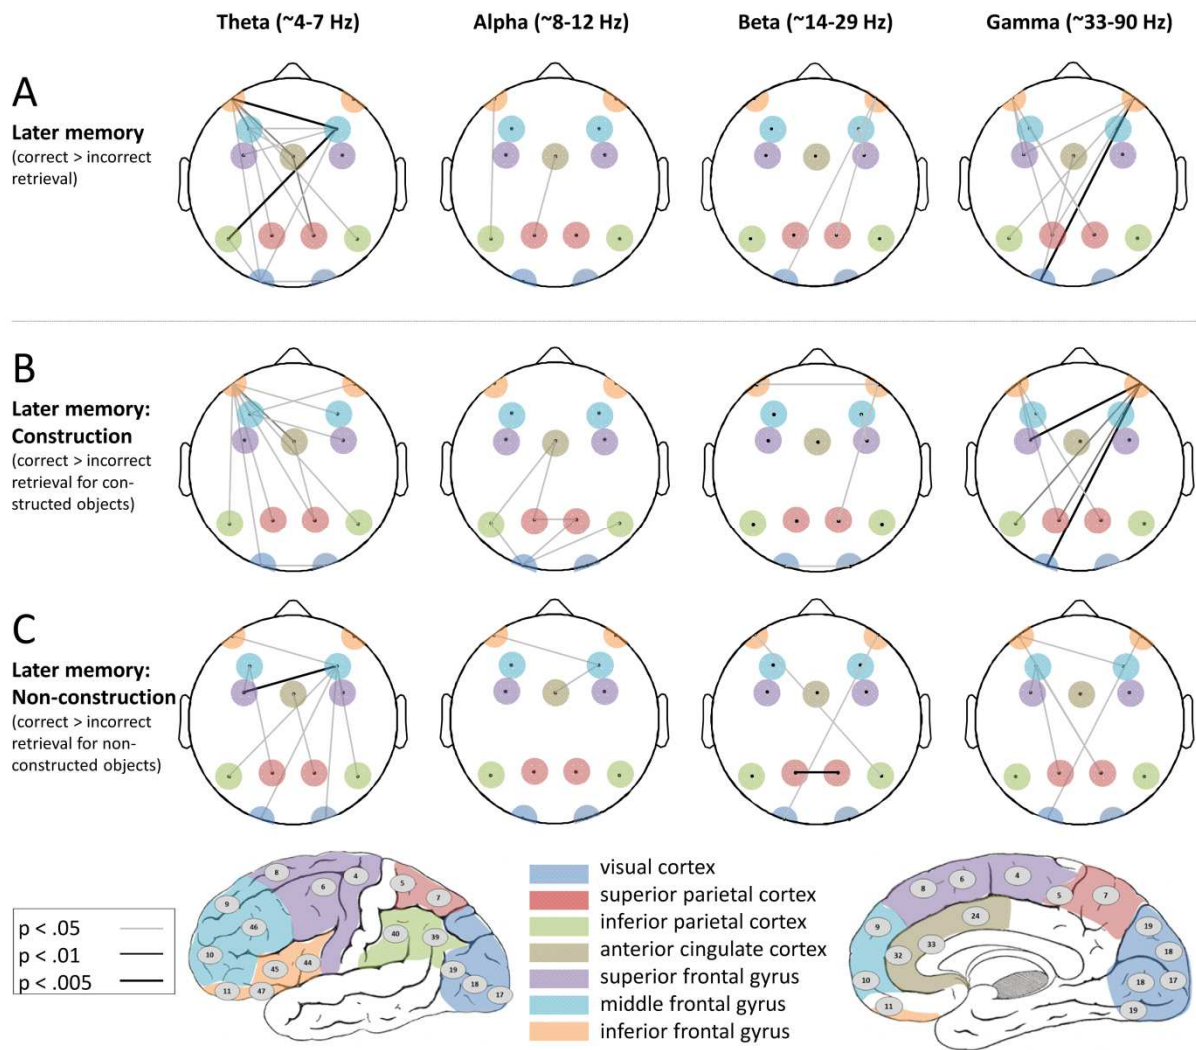 Theta (~4-7 Hz)
Alpha (~8-12 Hz)
Beta (~14-29 Hz)
Gamma (~33-90 Hz)
A
Later memory
(correct > incorrect
retrieval)
B
Later memory:
Construction
(correct > incorrect
retrieval for con-
structed objects)
C
Later memory:
Non-construction
(correct > incorrect
retrieval for non-
constructed objects)
p < .05
p < .01
p < .005
8
6
4
5
7
9
46
40
39
10
45
44
19
18
11
47
17
visual cortex
superior parietal cortex
inferior parietal cortex
anterior cingulate cortex
superior frontal gyrus
middle frontal gyrus
inferior frontal gyrus
8
6
4
5
7
9
24
19
32
33
18
10
18
17
11
19